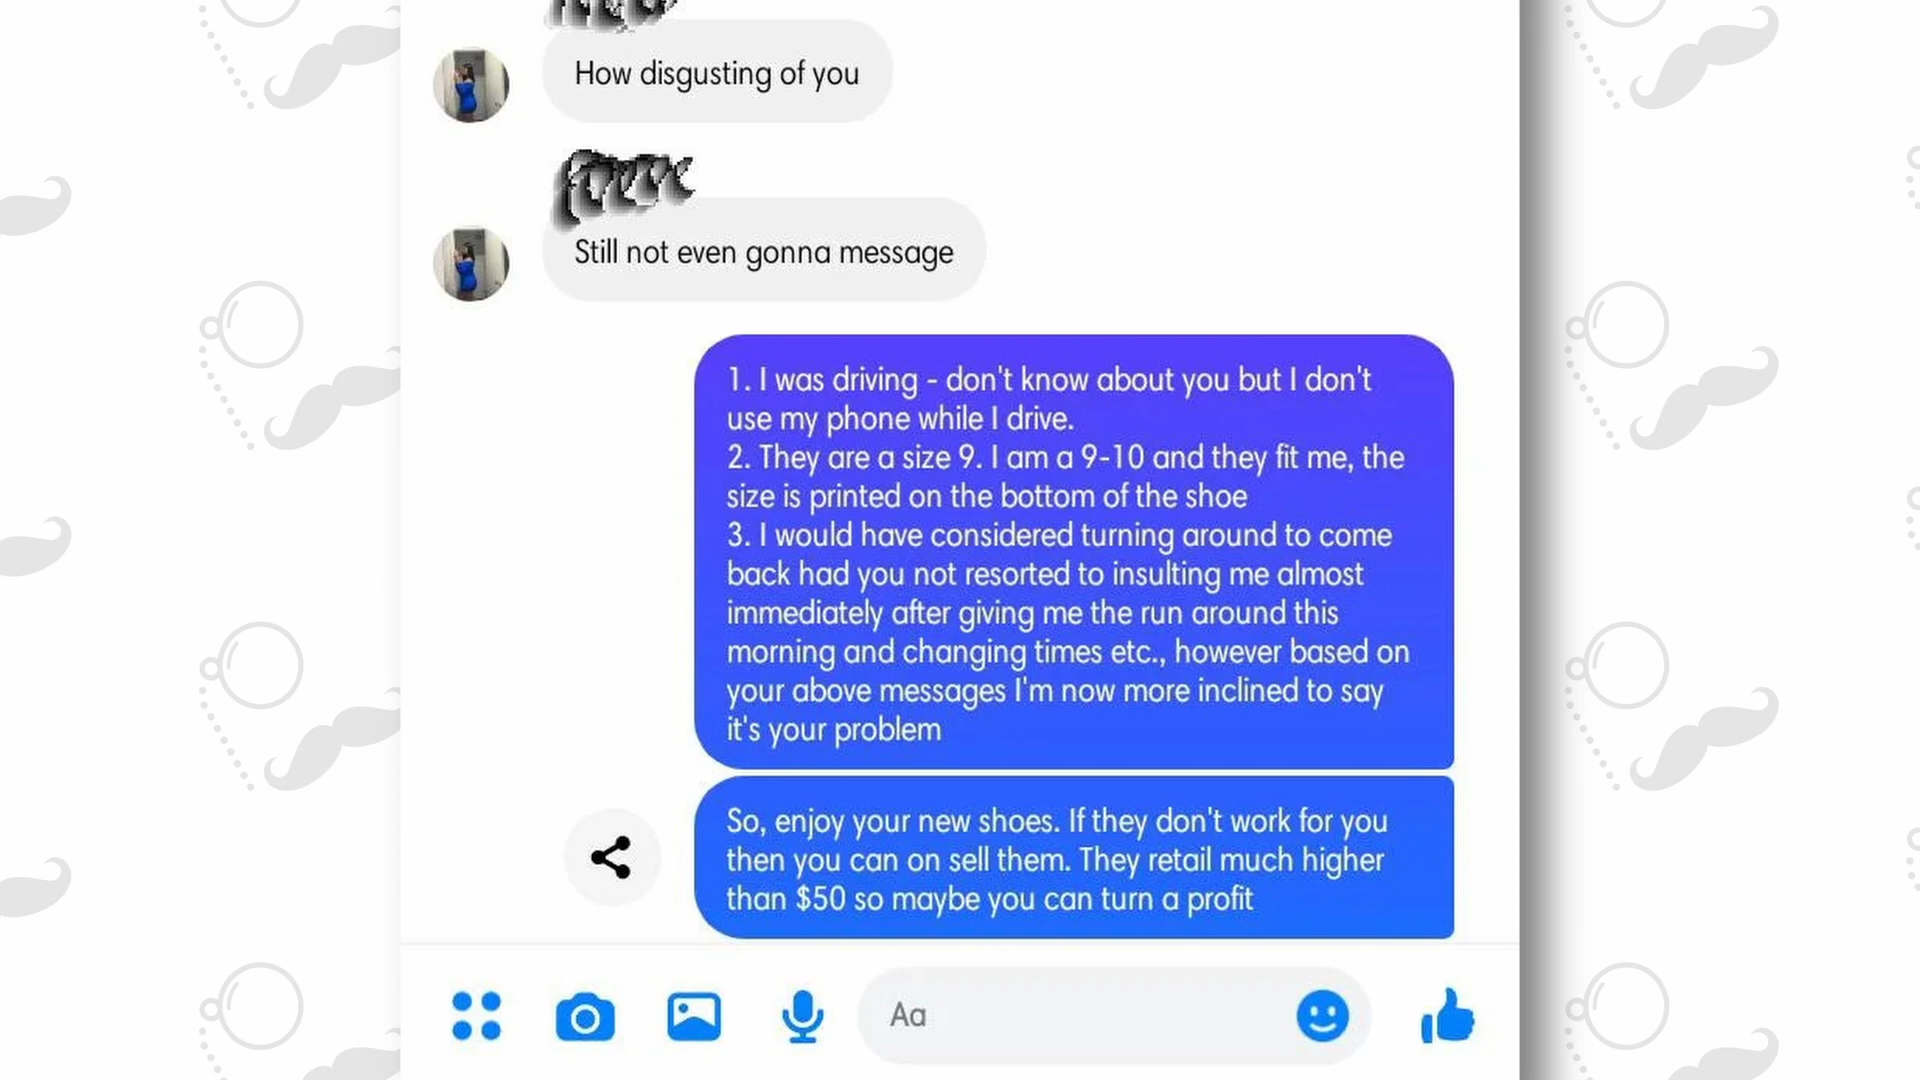 How disgusting of you
Still not even gonna message
1. I was driving - don't know about you but I don't
use my phone while I drive.
2. They are a size 9. I am a 9-10 and they fit me, the
size is printed on the bottom of the shoe
3. I would have considered turning around to come
back had you not resorted to insulting me almost
immediately after giving me the run around this
morning and changing times etc., however based on
your above messages I'm now more inclined to say
it's your problem
So, enjoy your new shoes. If they don't work for you
then you can on sell them. They retail much higher
than $50 so maybe you can turn a profit
Aa